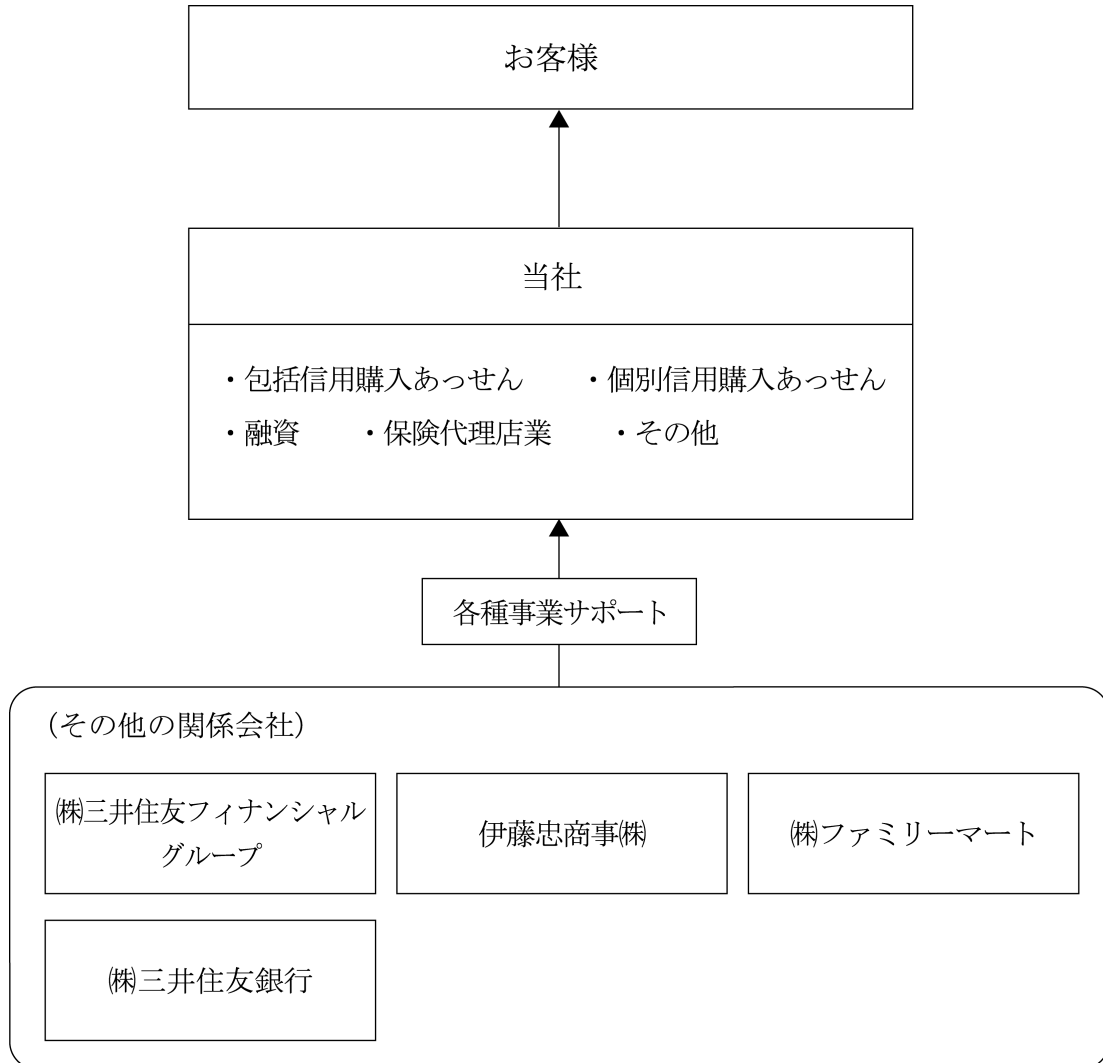 お客様
当社
・包括信用購入あっせん　・個別信用購入あっせん
・融資　・保険代理店業　・その他
各種事業サポート
（その他の関係会社）
㈱三井住友フィナンシャル
グループ
伊藤忠商事㈱
㈱ファミリーマート
㈱三井住友銀行